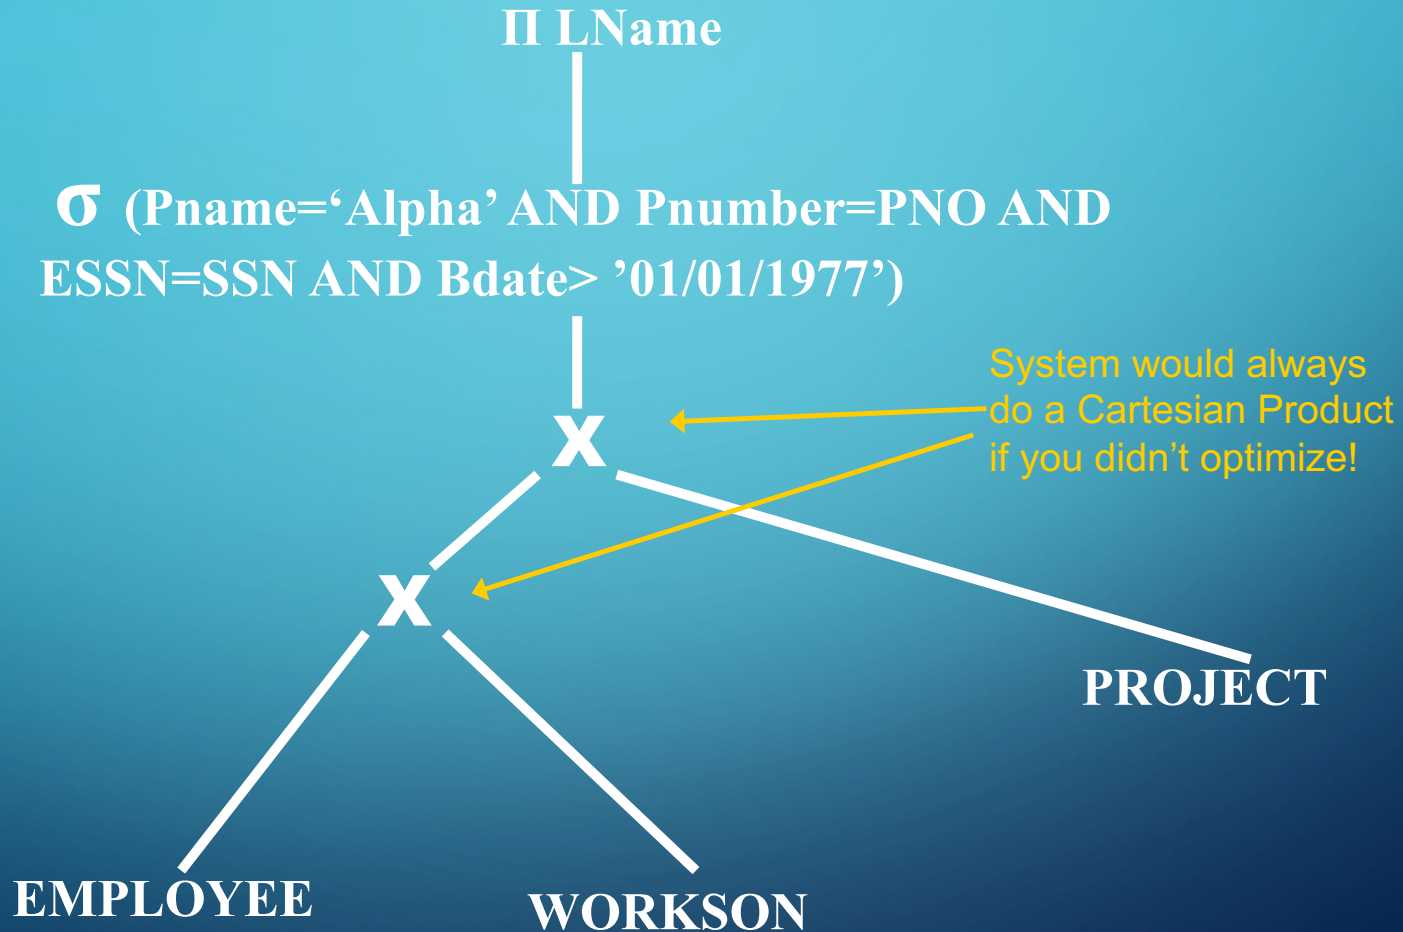 Π LName
σ (Pname=‘Alpha’ AND Pnumber=PNO AND
ESSN=SSN AND Bdate> ’01/01/1977’)
System would always
do a Cartesian Product
if you didn’t optimize!
X
X
PROJECT
EMPLOYEE
WORKSON